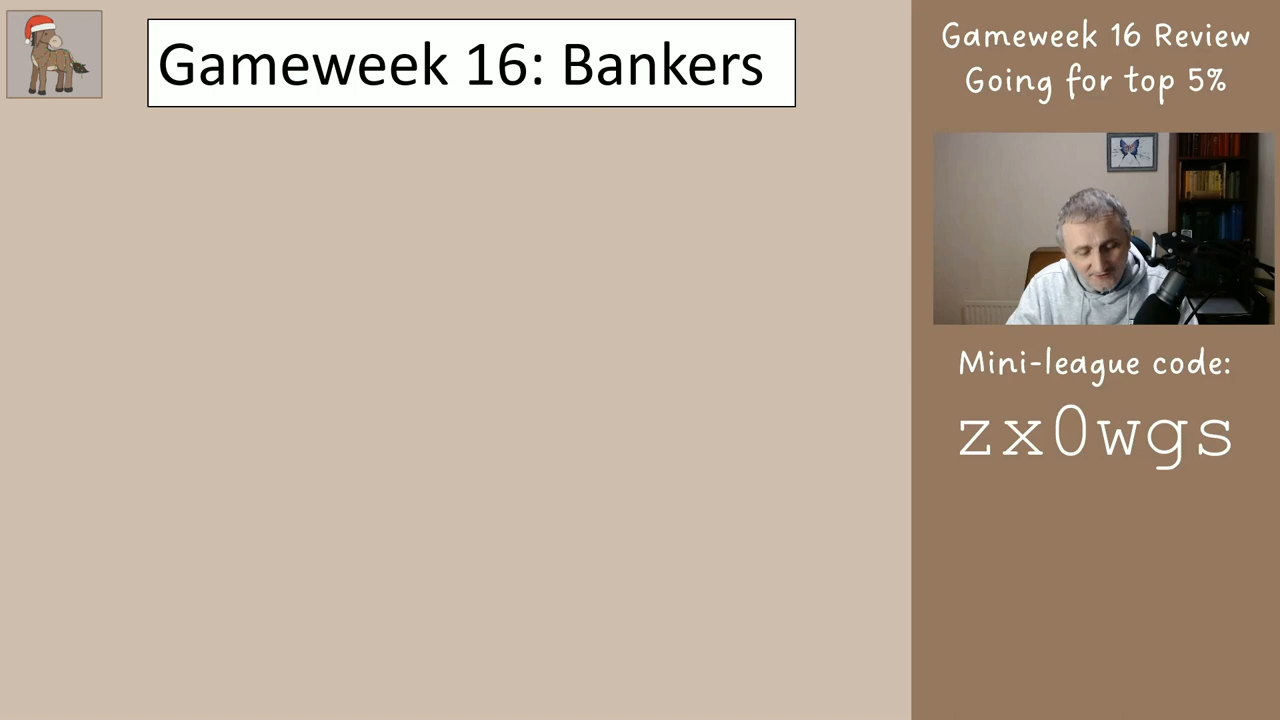 Gameweek 16: Bankers
Gameweek 16 Review
Going for top 5%
Mini-league code:
zx0wgs